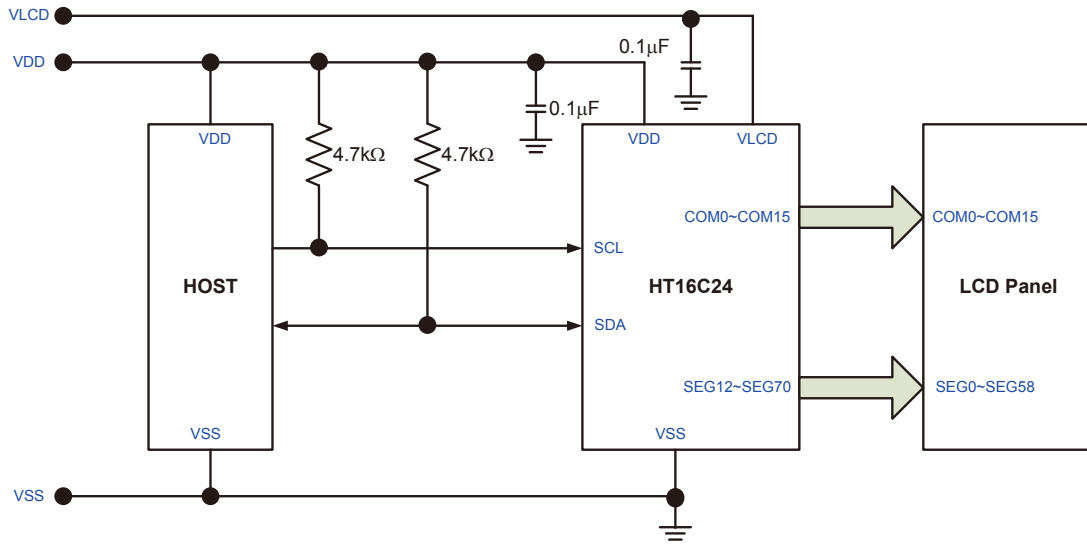 VLCD
VDD
0.1μF
0.1μF
VDD
4.7kΩ
4.7kΩ
VDD
VLCD
COM0~COM15
COM0~COM15
SCL
HOST
HT16C24
LCD Panel
SDA
SEG12~SEG70
SEG0~SEG58
VSS
VSS
VSS